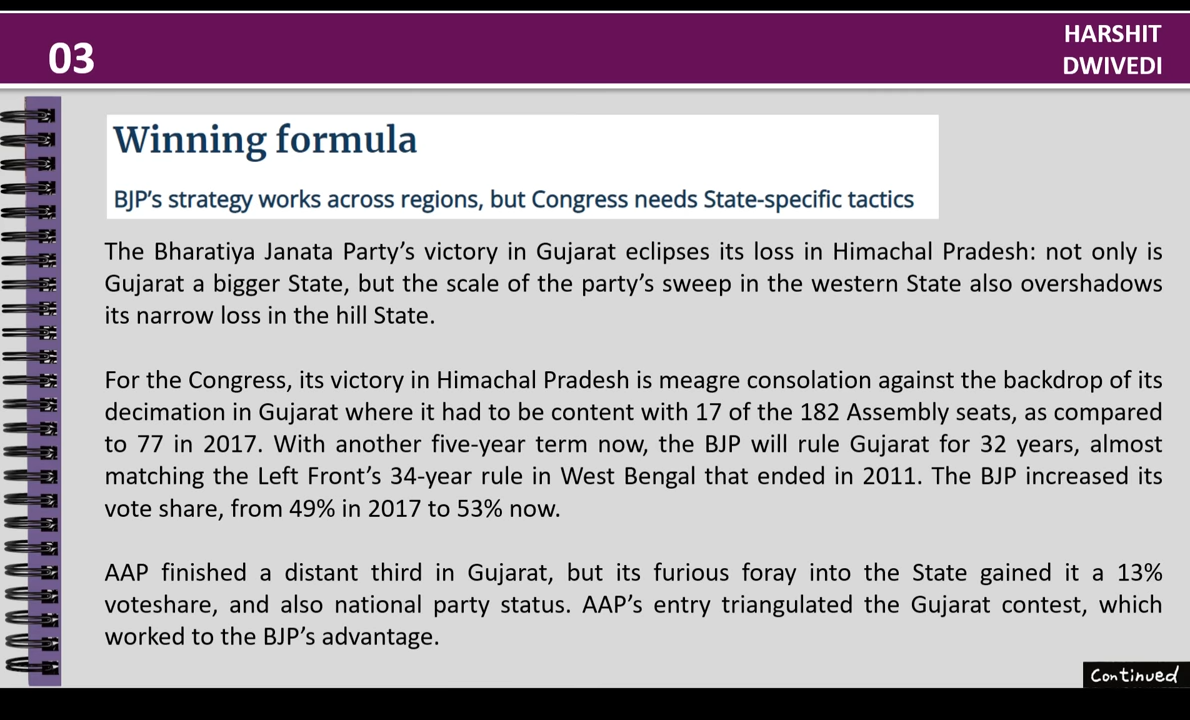 03
HARSHIT
DWIVEDI
Winning formula
BJP's strategy works across regions, but Congress needs State-specific tactics
The Bharatiya Janata Party's victory in Gujarat eclipses its loss in Himachal Pradesh: not only is
Gujarat a bigger State, but the scale of the party's sweep in the western State also overshadows
its narrow loss in the hill State.
For the Congress, its victory in Himachal Pradesh is meagre consolation against the backdrop of its
decimation in Gujarat where it had to be content with 17 of the 182 Assembly seats, as compared
to 77 in 2017. With another five-year term now, the BJP will rule Gujarat for 32 years, almost
matching the Left Front's 34-year rule in West Bengal that ended in 2011. The BJP increased its
vote share, from 49% in 2017 to 53% now.
AAP finished a distant third in Gujarat, but its furious foray into the State gained it a 13%
voteshare, and also national party status. AAP's entry triangulated the Gujarat contest, which
worked to the BJP's advantage.
Continued